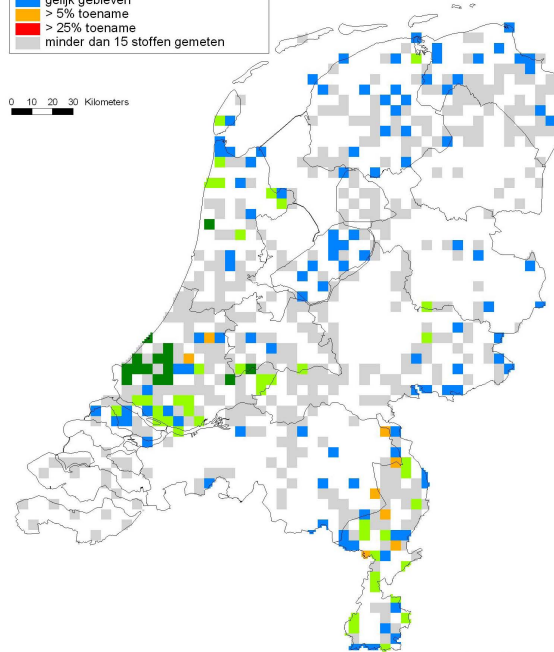 gelijk gebleven
> 5% toename
> 25% toename
minder dan 15 stoffen gemeten
0 10 20 30 Kilometers